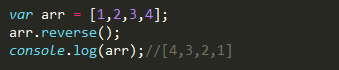 var arr = [1,2,3,4];
arr.reverse();
console.log(arr);//[4,3,2,1]